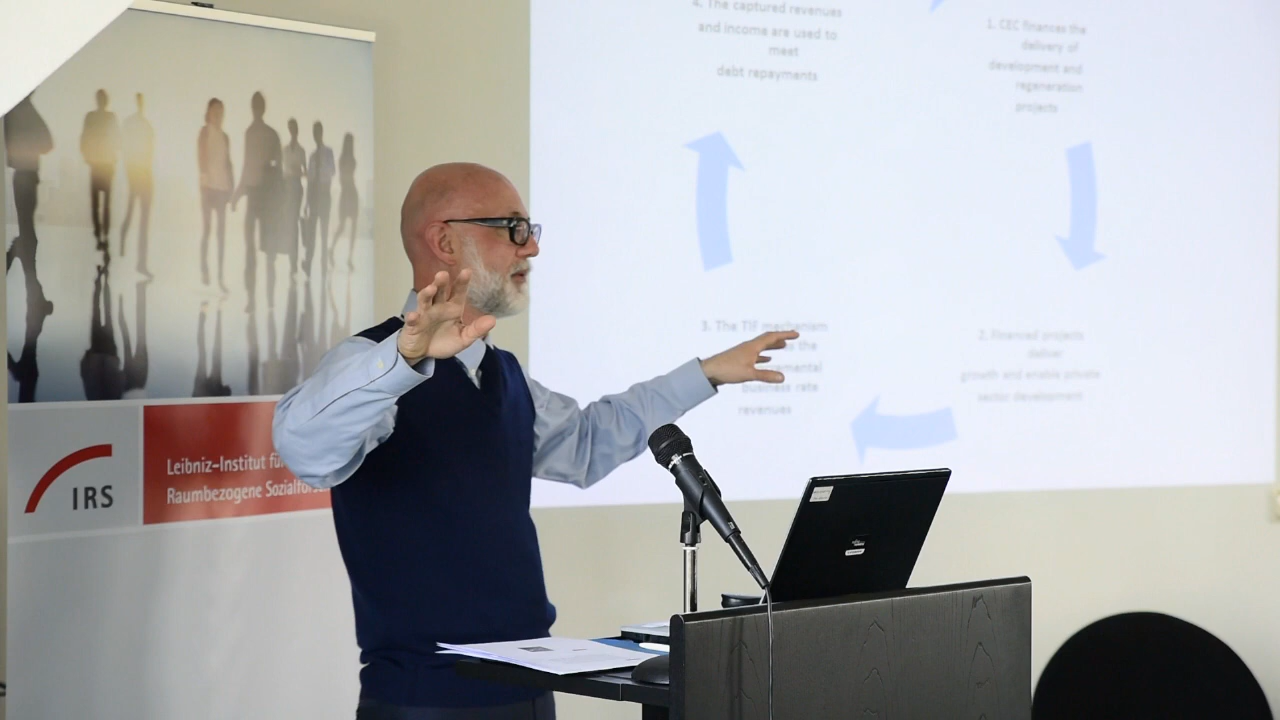 4. The captured revenues
and income are used to
meet
debt repayments
1. CEC finances the
delivery of
development and
regeneration
projects
3. The TIF mechanism
the
business rate
revenues
2. Financed projects
deliver
growth and enable private
sector development
Leibniz-Institut für
Raumbezogene
IRS